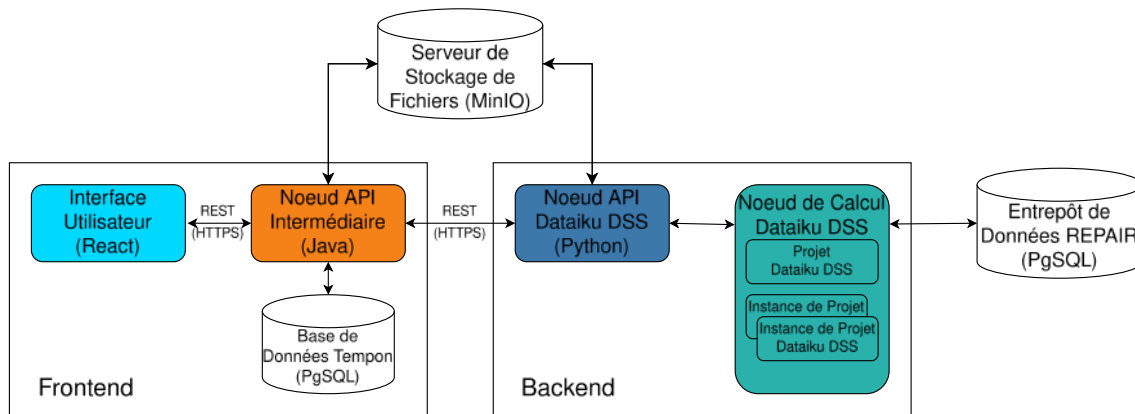 Serveur de
Stockage de
Fichiers (MinIO)
Interface
Utilisateur
(React)
REST
(HTTPS)
Noeud API
Intermédiaire
(Java)
REST
(HTTPS)
Noeud API
Dataiku DSS
(Python)
Noeud de Calcul
Dataiku DSS
Projet
Dataiku DSS
Instance de Projet
Instance de Projet
Dataiku DSS
Entrepôt de
Données REPAIR
(PgSQL)
Base de
Données Tempon
(PgSQL)
Frontend
Backend